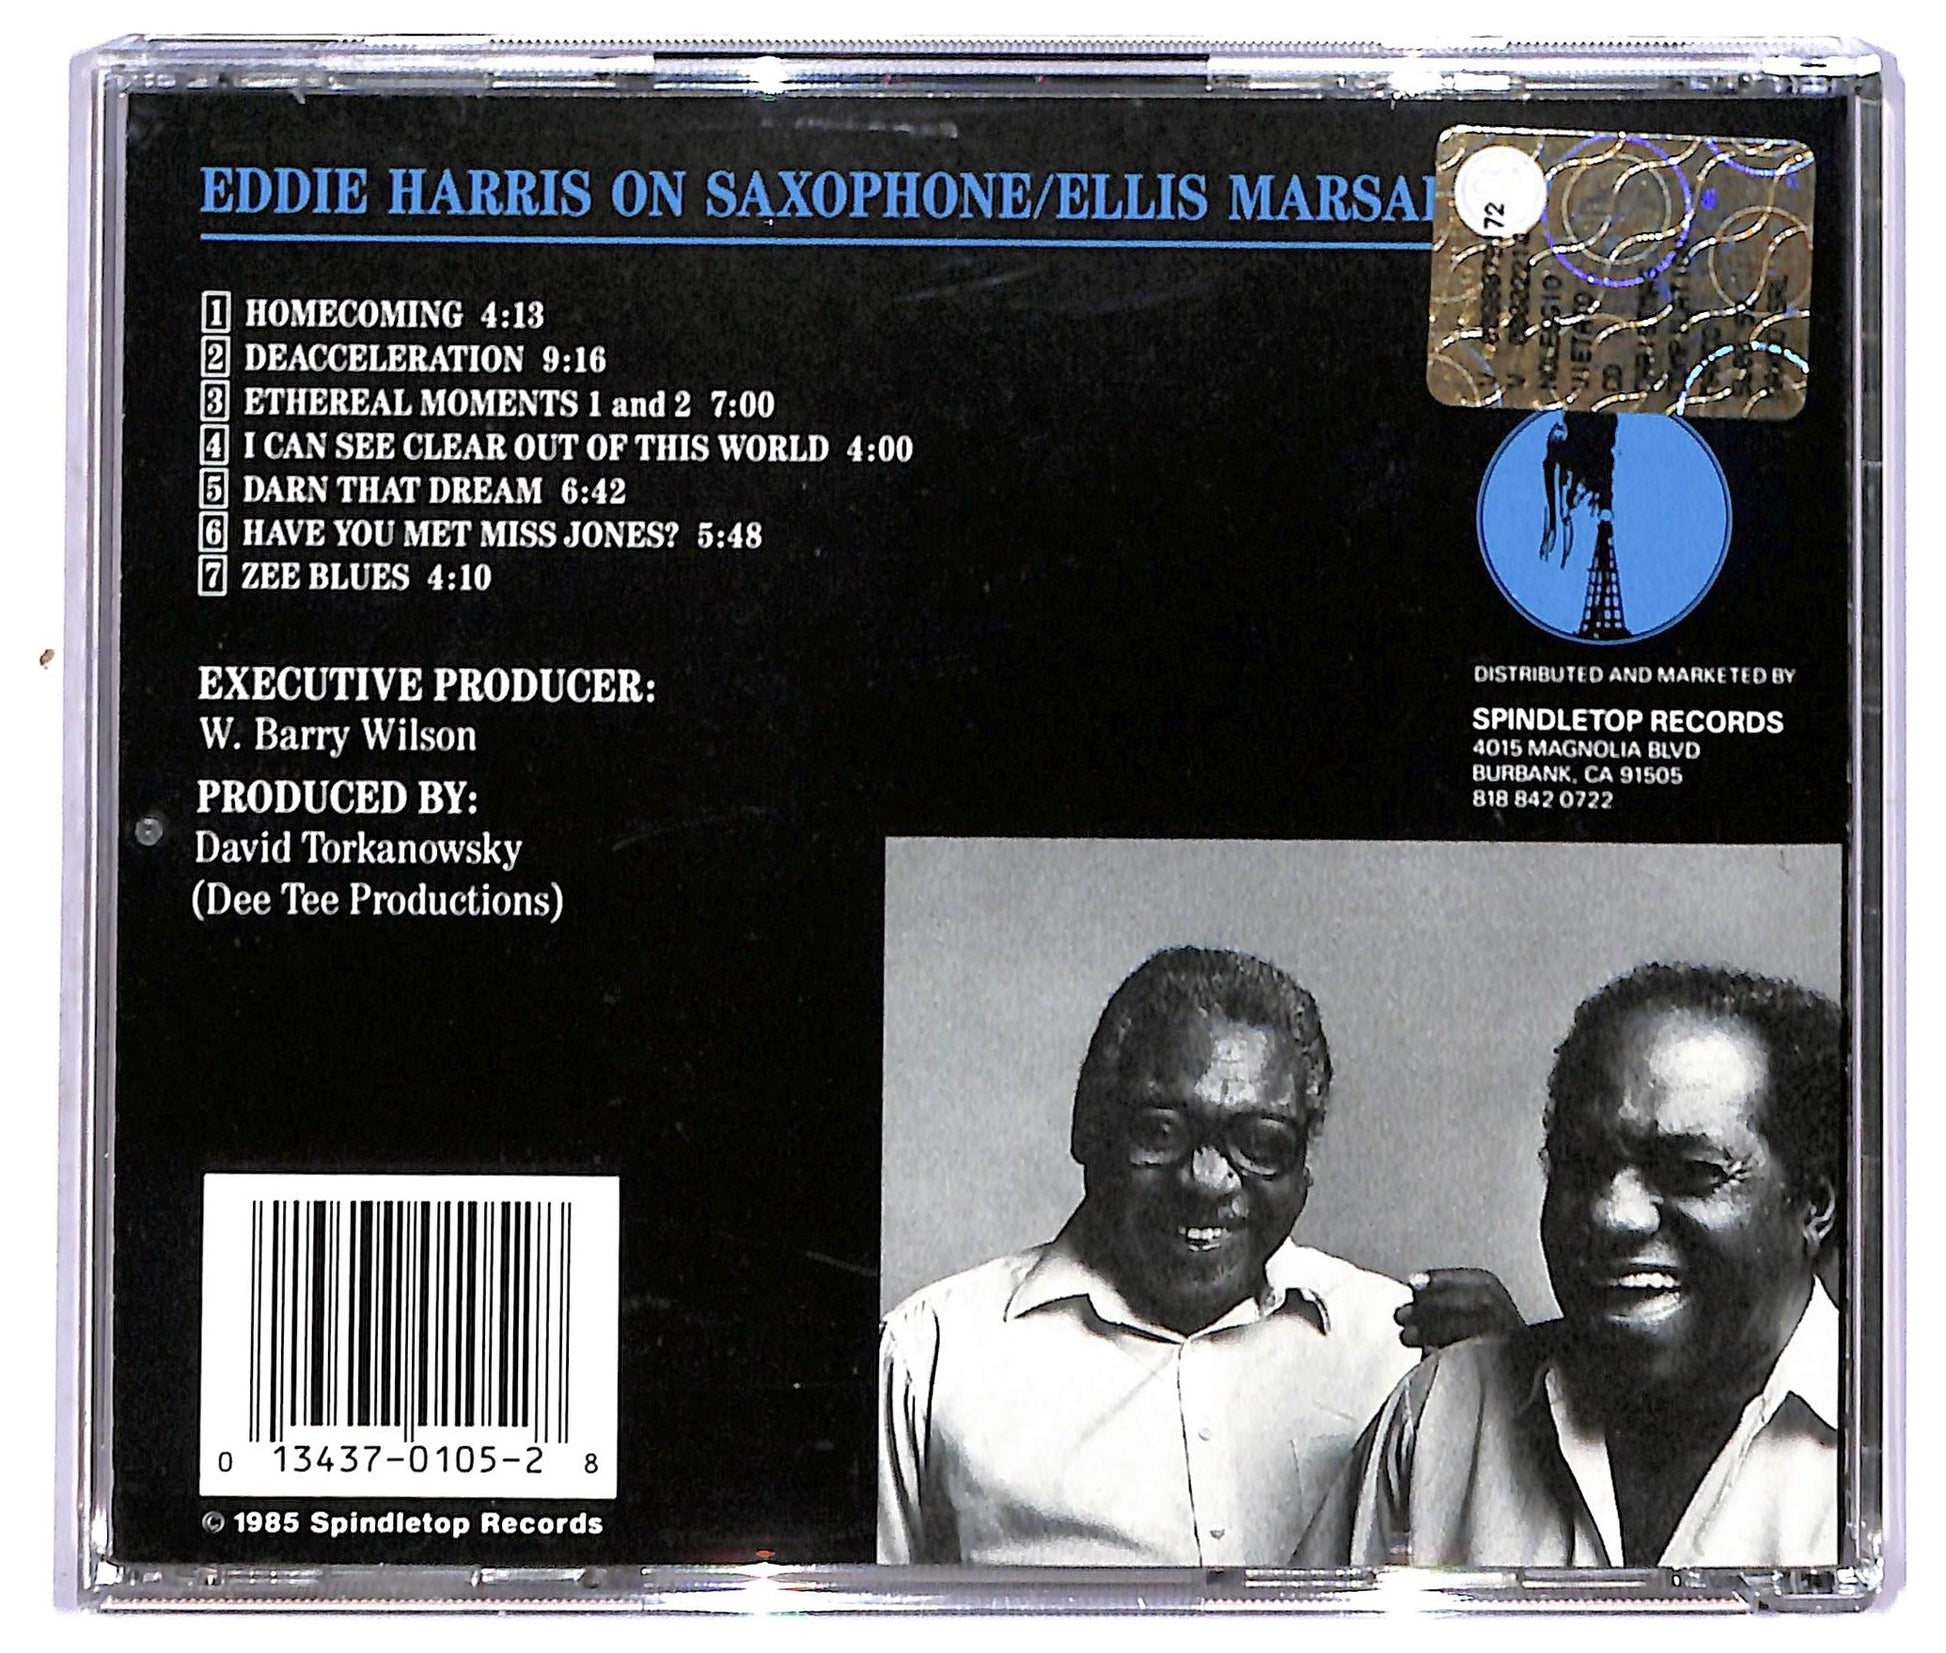 EDDIE HARRIS ON SAXOPHONE/ELLIS
1 HOMECOMING 4:13
2 DEACCELERATION 9:16
3 ETHEREAL MOMENTS 1 and 2 7:00
4 I CAN SEE CLEAR OUT OF THIS WORLD 4:00
5 DARN THAT DREAM 6:42
6 HAVE YOU MET MISS JONES? 5:48
7 ZEE BLUES 4:10
EXECUTIVE PRODUCER:
W. Barry Wilson
PRODUCED BY:
David Torkanowsky
(Dee Tee Productions)
DISTRIBUTED AND MARKETED BY
SPINDLETOP RECORDS
4015 MAGNOLIA BLVD
BURBANK, CA 91505
818 842 0722
0 13437-0105-2 8
© 1985 Spindletop Records